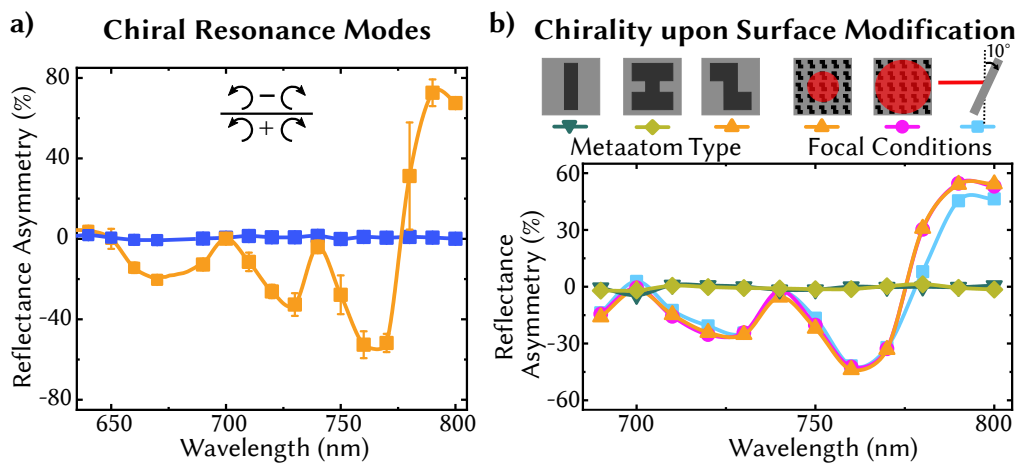 a) Chiral Resonance Modes
80
40
0
-40
-80
Reflectance Asymmetry (%)
− 
+
650
700
750
800
Wavelength (nm)
b) Chirality upon Surface Modification
10°
Metaatom Type
Focal Conditions
60
30
0
-30
-60
Reflectance
Asymmetry (%)
700
750
800
Wavelength (nm)